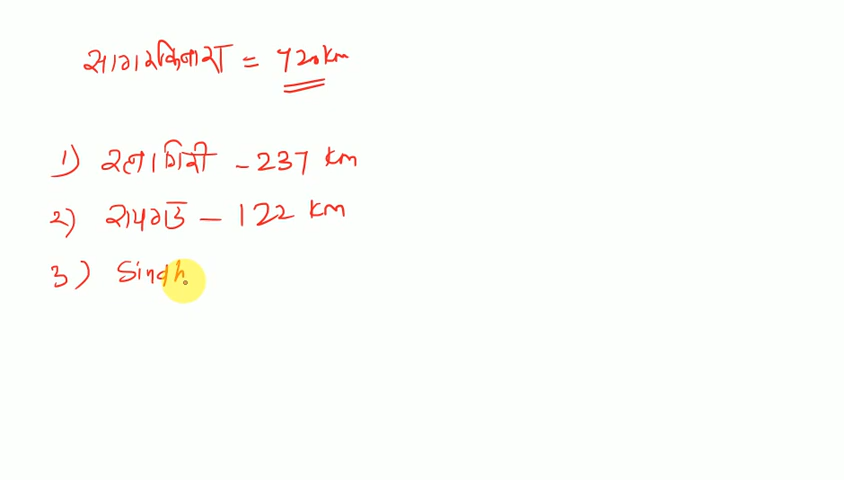 सागरकिनारा = 720 km
1) रत्नागिरी - 237 km
2) रायगड - 122 km
3) Sindh